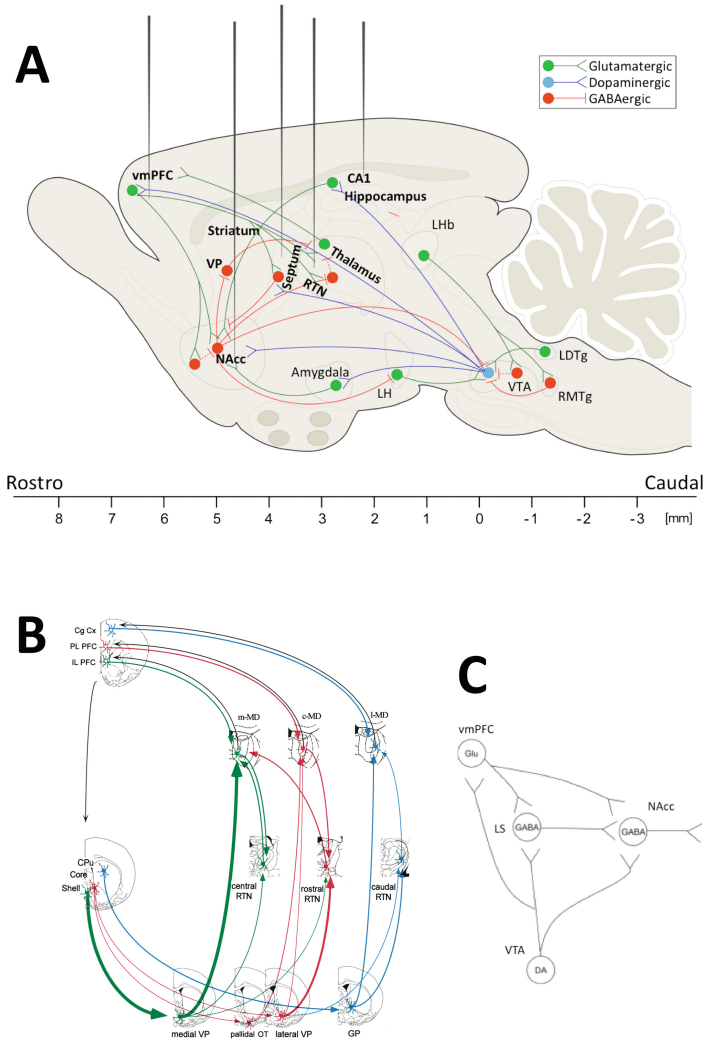 A
Glutamatergic
Dopaminergic
GABAergic
vmPFC
CA1
Hippocampus
Striatum
LHb
VP
Septum
Thalamus
RTN
NAcc
Amygdala
LH
LDTg
VTA
RMTg
Rostro
Caudal
8 7 6 5 4 3 2 1 0 -1 -2 -3 [mm]
B
Cg Cx
PL PFC
IL PFC
m-MD
c-MD
l-MD
CPu
Core
Shell
central
RTN
rostral
RTN
caudal
RTN
medial VP
pallidal OT
lateral VP
GP
C
vmPFC
Glu
NAcc
LS
GABA
GABA
VTA
DA